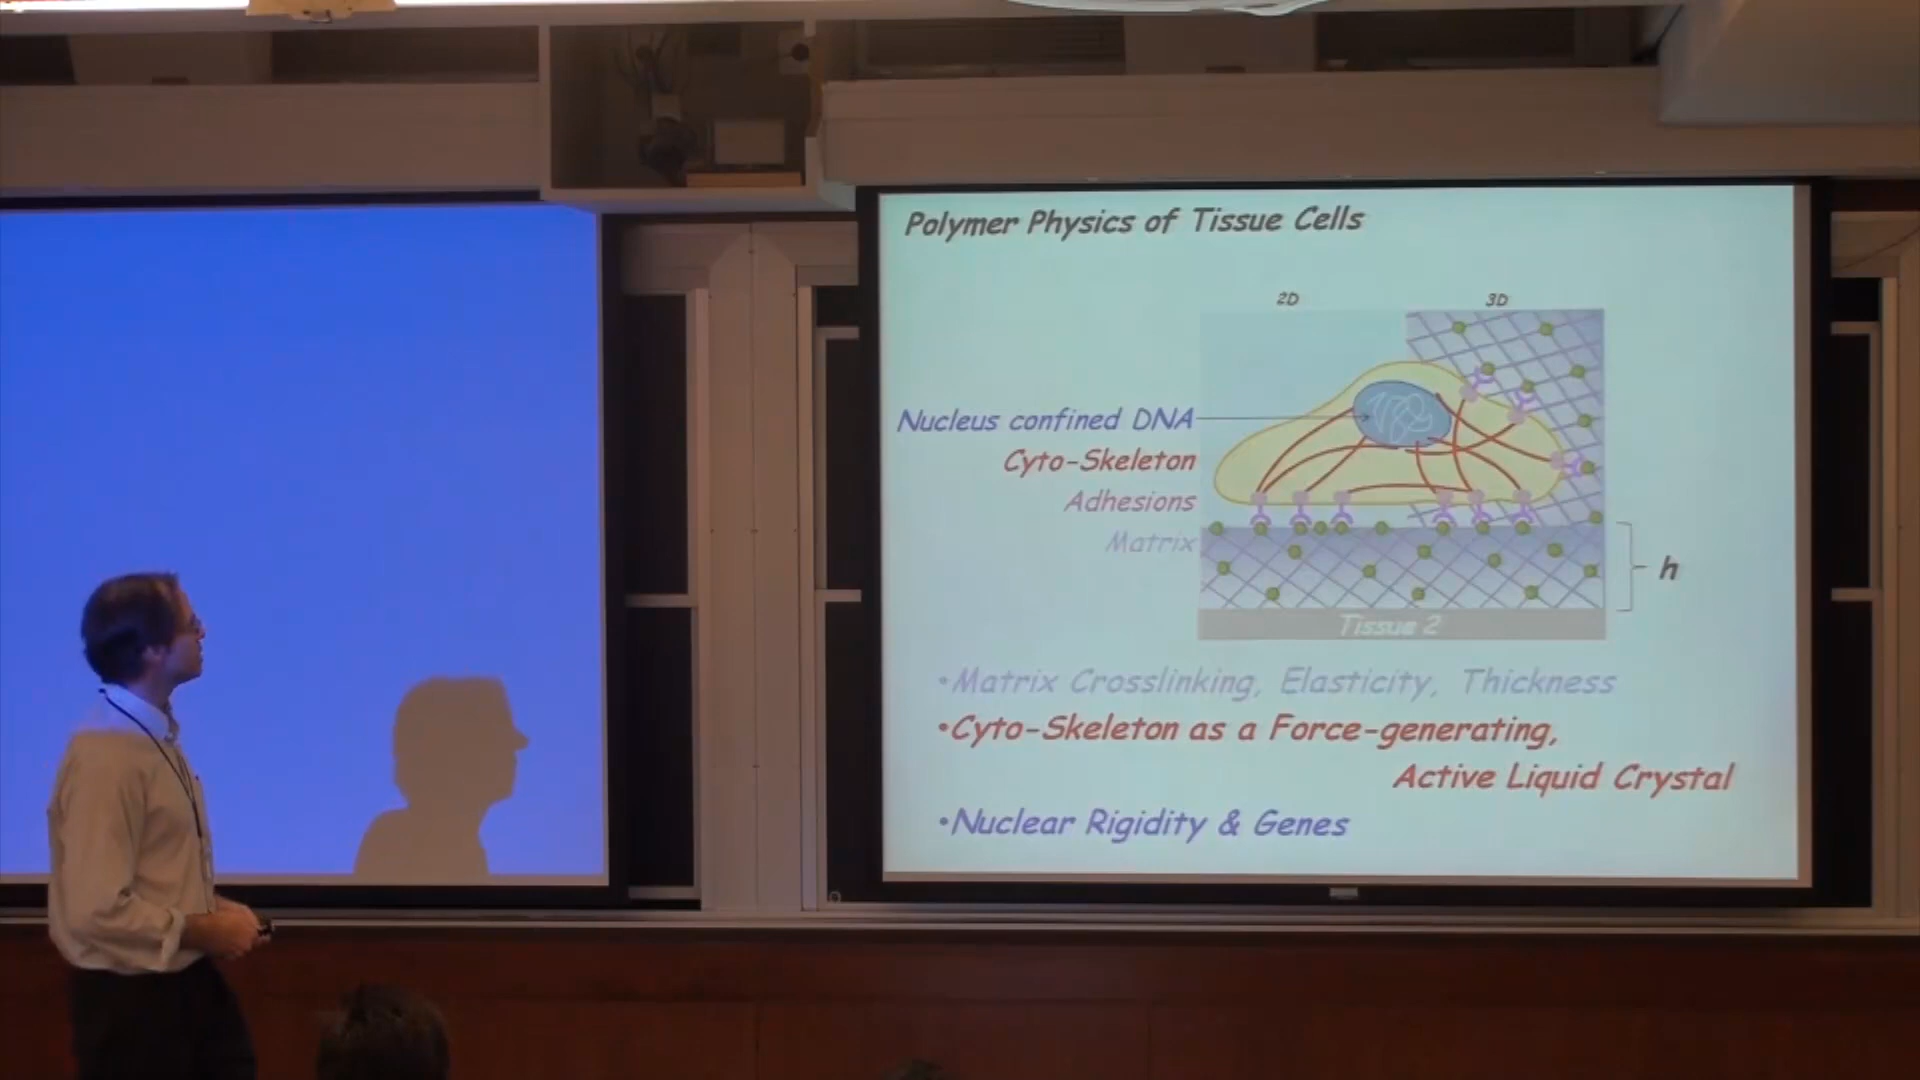 Polymer Physics of Tissue Cells
2D
3D
Nucleus confined DNA
Cyto-Skeleton
Adhesions
Matrix
h
Tissue 2
•Matrix Crosslinking, Elasticity, Thickness
•Cyto-Skeleton as a Force-generating,
Active Liquid Crystal
•Nuclear Rigidity & Genes